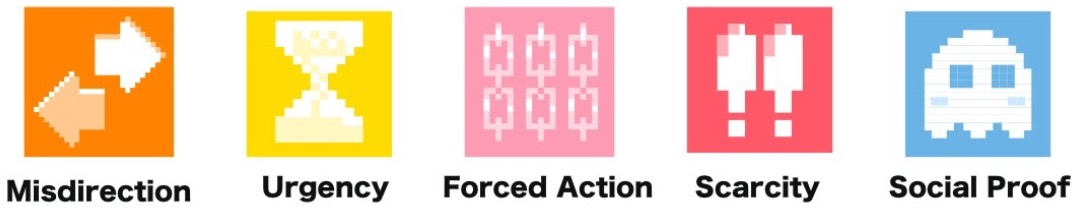 Misdirection
Urgency
Forced Action
Scarcity
Social Proof